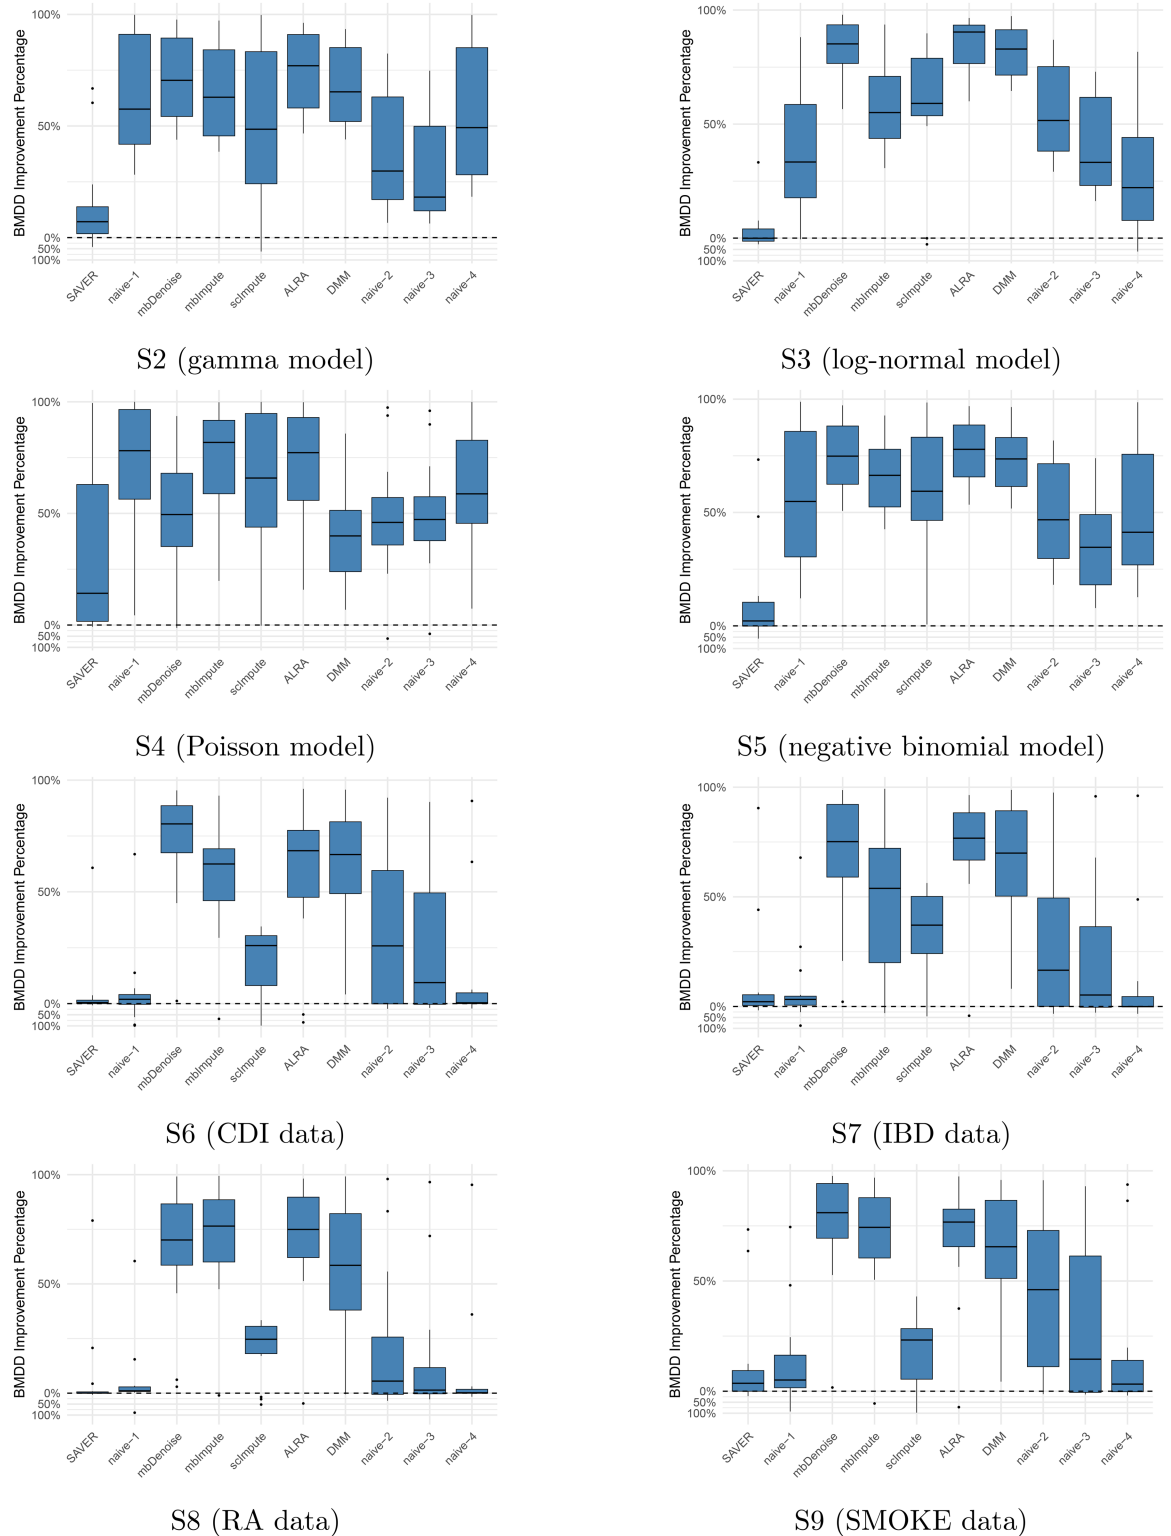 BMDD Improvement Percentage
100%
50%
0%
50%
100%
SAVER
naive-1
mbDenoise
mbImpute
scImpute
ALRA
DMM
naive-2
naive-3
naive-4
S2 (gamma model)
BMDD Improvement Percentage
100%
50%
0%
50%
100%
SAVER
naive-1
mbDenoise
mbImpute
scImpute
ALRA
DMM
naive-2
naive-3
naive-4
S3 (log-normal model)
BMDD Improvement Percentage
100%
50%
0%
50%
100%
SAVER
naive-1
mbDenoise
mbImpute
scImpute
ALRA
DMM
naive-2
naive-3
naive-4
S4 (Poisson model)
BMDD Improvement Percentage
100%
50%
0%
50%
100%
SAVER
naive-1
mbDenoise
mbImpute
scImpute
ALRA
DMM
naive-2
naive-3
naive-4
S5 (negative binomial model)
BMDD Improvement Percentage
100%
50%
0%
50%
100%
SAVER
naive-1
mbDenoise
mbImpute
scImpute
ALRA
DMM
naive-2
naive-3
naive-4
S6 (CDI data)
BMDD Improvement Percentage
100%
50%
0%
50%
100%
SAVER
naive-1
mbDenoise
mbImpute
scImpute
ALRA
DMM
naive-2
naive-3
naive-4
S7 (IBD data)
BMDD Improvement Percentage
100%
50%
0%
50%
100%
SAVER
naive-1
mbDenoise
mbImpute
scImpute
ALRA
DMM
naive-2
naive-3
naive-4
S8 (RA data)
BMDD Improvement Percentage
100%
50%
0%
50%
100%
SAVER
naive-1
mbDenoise
mbImpute
scImpute
ALRA
DMM
naive-2
naive-3
naive-4
S9 (SMOKE data)